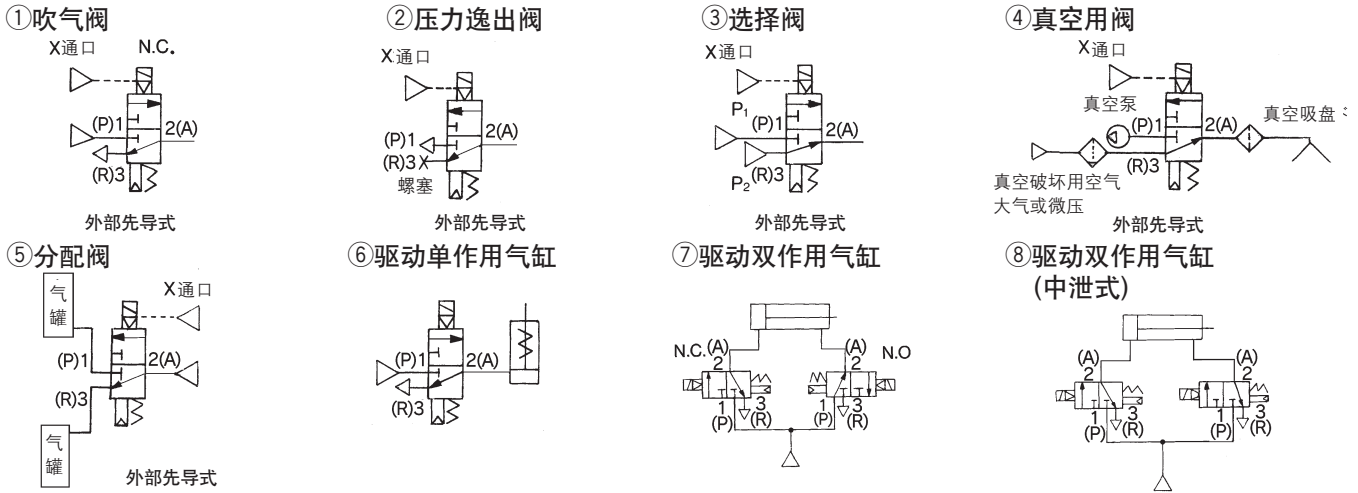 ①吹气阀
X通口 N.C.
(P)1 2(A)
(R)3
外部先导式
②压力逸出阀
X通口
(P)1 2(A)
(R)3 X
螺塞
外部先导式
③选择阀
X通口
P1
(P)1 2(A)
P2 (R)3
外部先导式
④真空用阀
X通口
真空泵 (P)1 2(A) 真空吸盘
(R)3
真空破坏用空气
大气或微压
外部先导式
⑤分配阀
气罐
X通口
(P)1 2(A)
(R)3
气罐
外部先导式
⑥驱动单作用气缸
(P)1 2(A)
(R)3
⑦驱动双作用气缸
N.C. (A) (A) N.O
2 2
1 3 1 3
(P) (R) (P) (R)
⑧驱动双作用气缸
(中泄式)
(A) (A)
2 2
1 3 1 3
(P) (R) (P) (R)